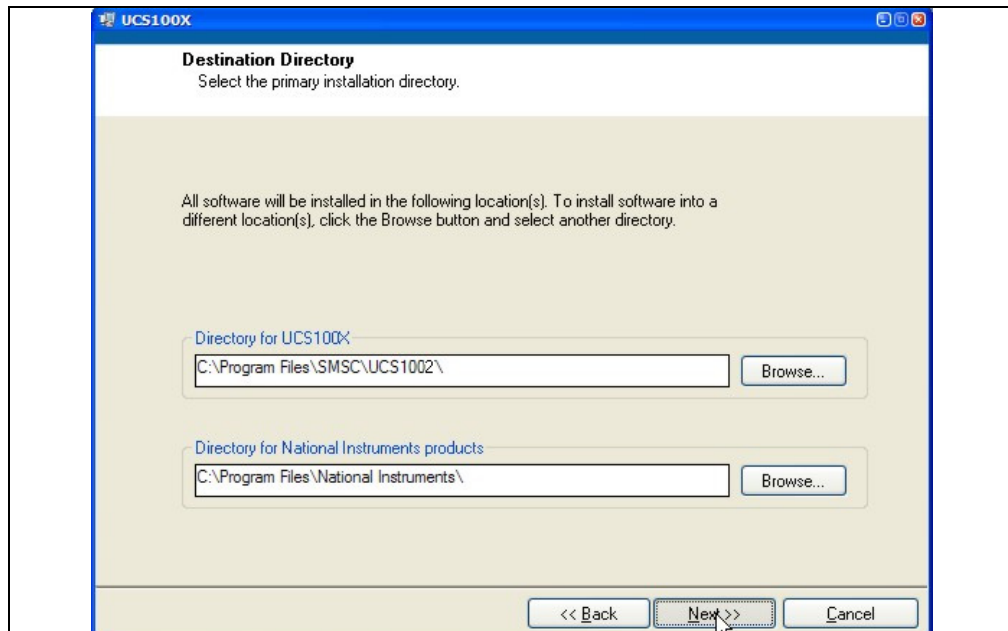 UCS100X
Destination Directory
Select the primary installation directory.
All software will be installed in the following location(s). To install software into a
different location(s), click the Browse button and select another directory.
Directory for UCS100X
C:\Program Files\SMSC\UCS1002\
Browse...
Directory for National Instruments products
C:\Program Files\National Instruments\
Browse...
<< Back
Next >>
Cancel